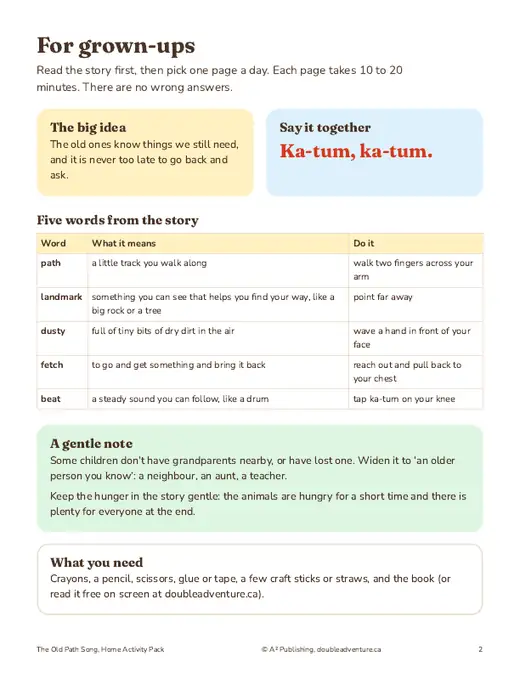 For grown-ups
Read the story first, then pick one page a day. Each page takes 10 to 20
minutes. There are no wrong answers.
The big idea
The old ones know things we still need,
and it is never too late to go back and
ask.
Say it together
Ka-tum, ka-tum.
Five words from the story
Word What it means Do it
path a little track you walk along walk two fingers across your
arm
landmark something you can see that helps you find your way, like a point far away
big rock or a tree
dusty full of tiny bits of dry dirt in the air wave a hand in front of your
face
fetch to go and get something and bring it back reach out and pull back to
your chest
beat a steady sound you can follow, like a drum tap ka-tum on your knee
A gentle note
Some children don't have grandparents nearby, or have lost one. Widen it to 'an older
person you know': a neighbour, an aunt, a teacher.
Keep the hunger in the story gentle: the animals are hungry for a short time and there is
plenty for everyone at the end.
What you need
Crayons, a pencil, scissors, glue or tape, a few craft sticks or straws, and the book (or
read it free on screen at doubleadventure.ca).
The Old Path Song, Home Activity Pack © A² Publishing, doubleadventure.ca 2